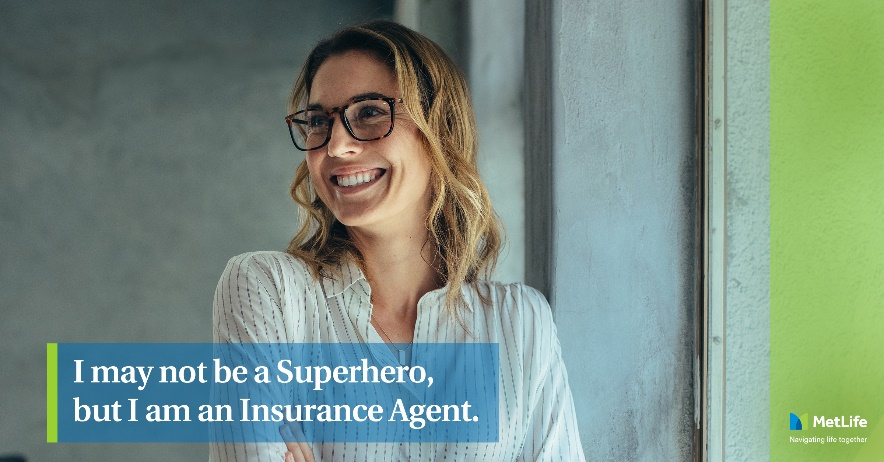 I may not be a Superhero,
but I am an Insurance Agent.
MetLife
Navigating life together